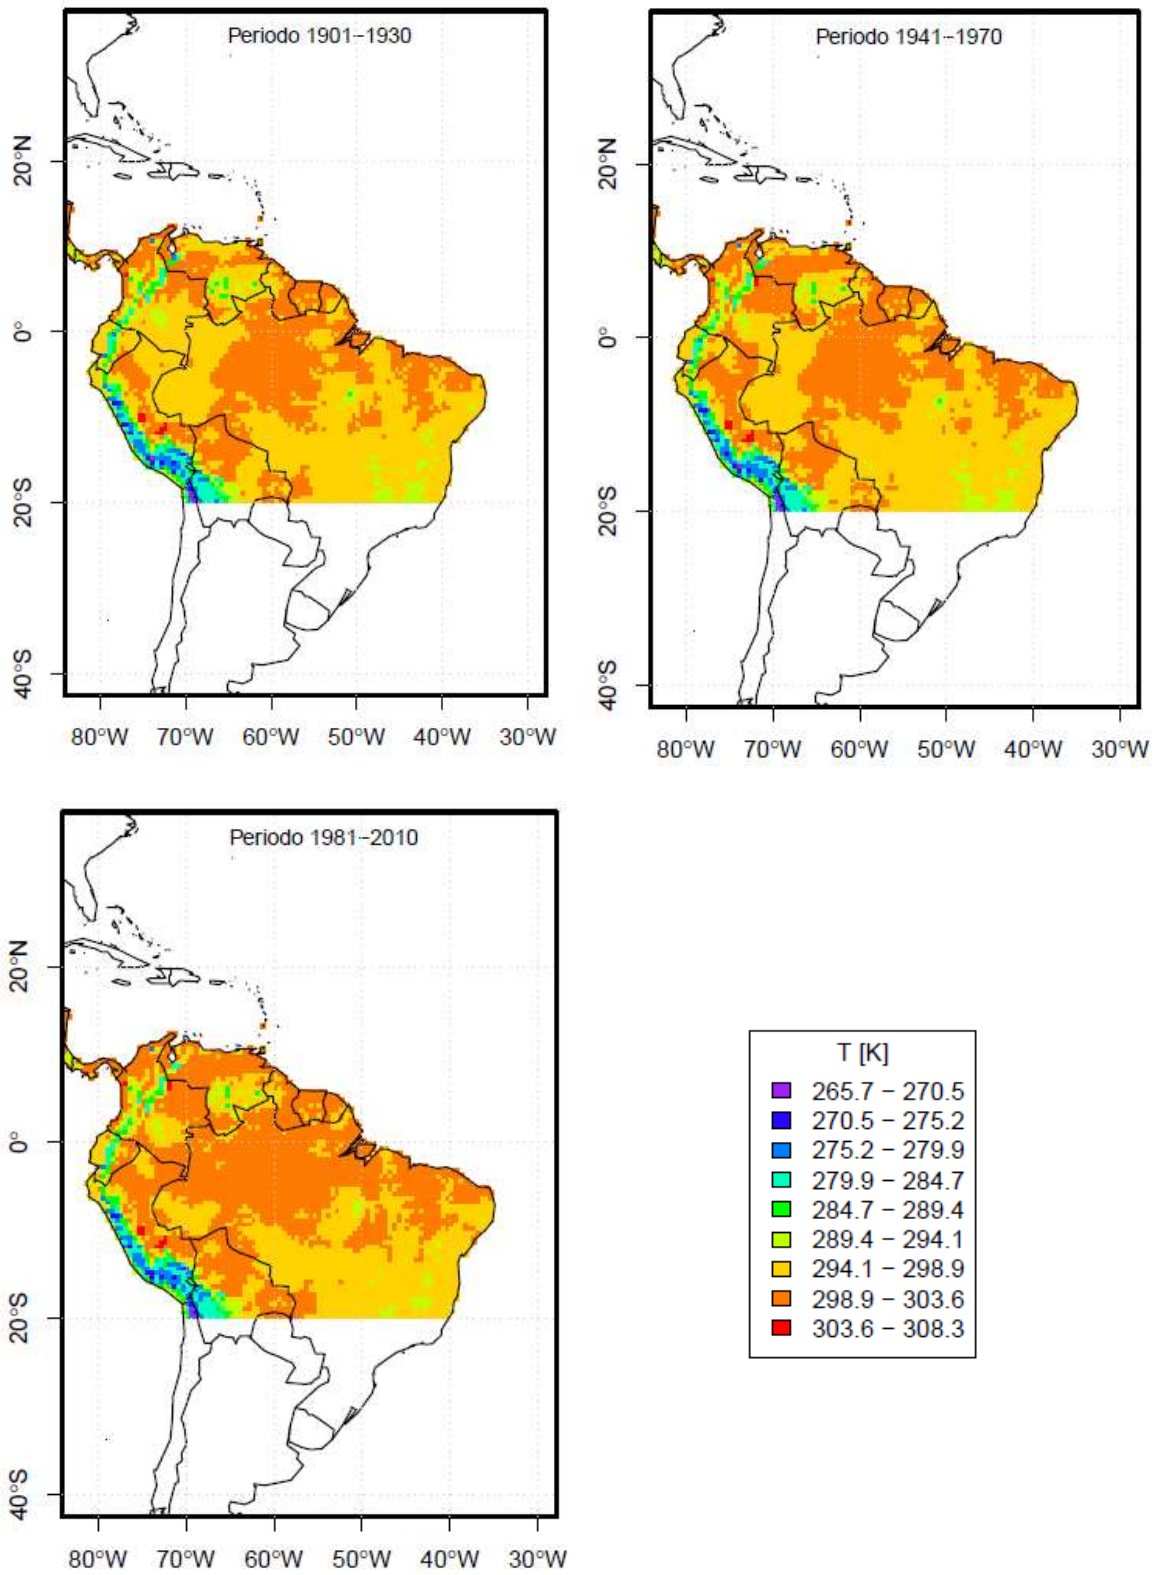 Periodo 1901−1930
20°N
0°
20°S
40°S
80°W 70°W 60°W 50°W 40°W 30°W
Periodo 1941−1970
20°N
0°
20°S
40°S
80°W 70°W 60°W 50°W 40°W 30°W
Periodo 1981−2010
20°N
0°
20°S
40°S
80°W 70°W 60°W 50°W 40°W 30°W
T [K]
265.7 − 270.5
270.5 − 275.2
275.2 − 279.9
279.9 − 284.7
284.7 − 289.4
289.4 − 294.1
294.1 − 298.9
298.9 − 303.6
303.6 − 308.3